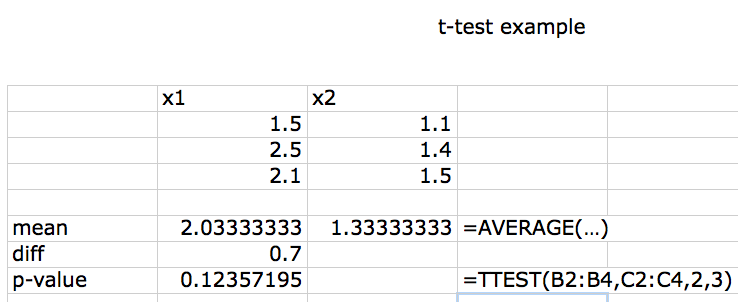 t-test example
x1 x2
1.5 1.1
2.5 1.4
2.1 1.5
mean 2.03333333 1.33333333 =AVERAGE(...)
diff 0.7
p-value 0.12357195 =TTEST(B2:B4,C2:C4,2,3)